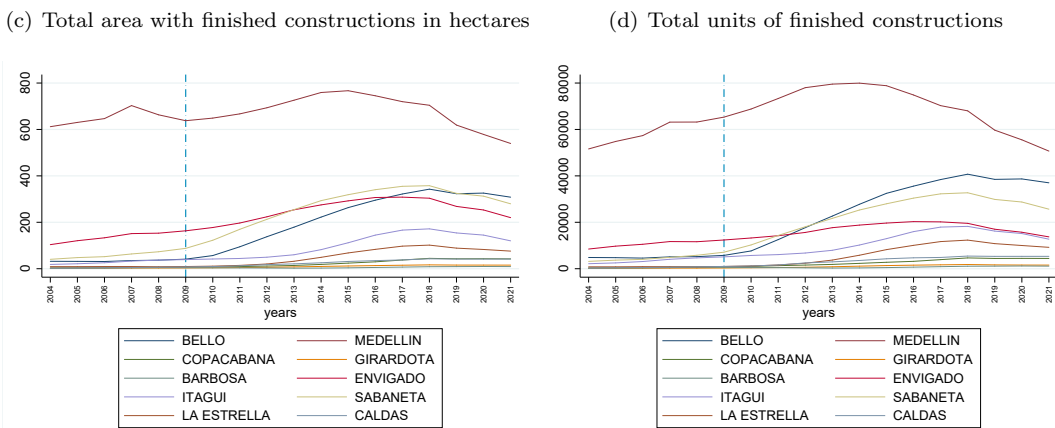 (c) Total area with finished constructions in hectares
800
600
400
200
0
2004 2005 2006 2007 2008 2009 2010 2011 2012 2013 2014 2015 2016 2017 2018 2019 2020 2021
years
BELLO MEDELLIN
COPACABANA GIRARDOTA
BARBOSA ENVIGADO
ITAGUI SABANETA
LA ESTRELLA CALDAS
(d) Total units of finished constructions
80000
60000
40000
20000
0
2004 2005 2006 2007 2008 2009 2010 2011 2012 2013 2014 2015 2016 2017 2018 2019 2020 2021
years
BELLO MEDELLIN
COPACABANA GIRARDOTA
BARBOSA ENVIGADO
ITAGUI SABANETA
LA ESTRELLA CALDAS